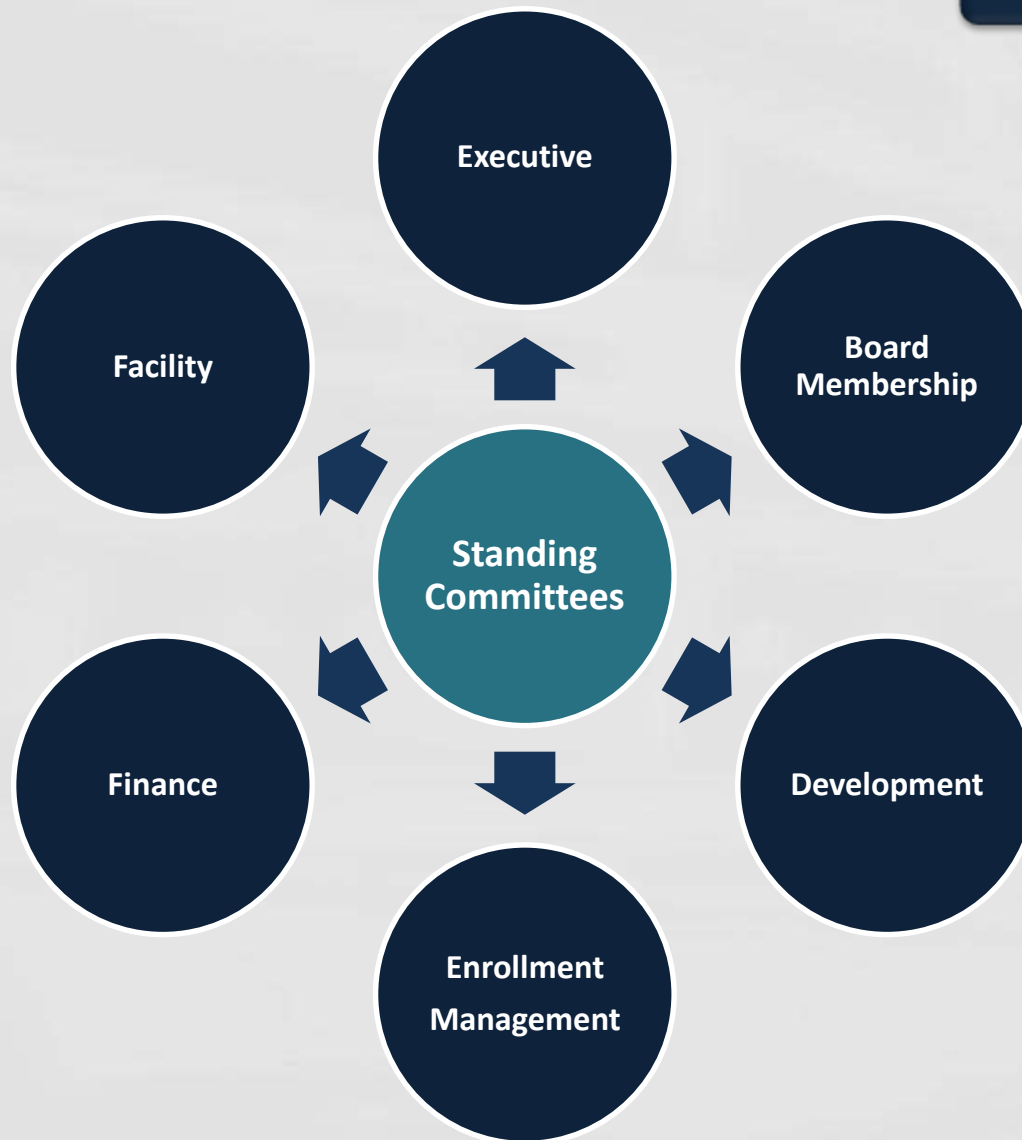 Executive
Facility
Board
Membership
Standing
Committees
Finance
Development
Enrollment
Management